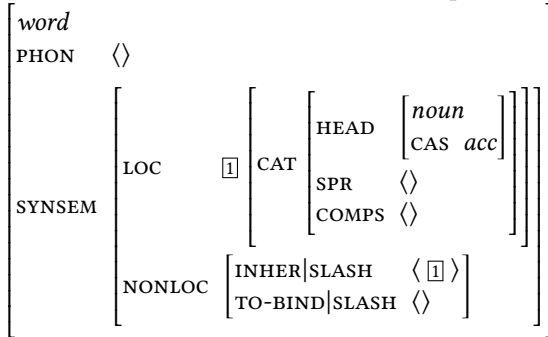 word
PHON ⟨⟩
SYNSEM
LOC 1 CAT HEAD noun
CAS acc
SPR ⟨⟩
COMPS ⟨⟩
NONLOC INHER|SLASH ⟨ 1 ⟩
TO-BIND|SLASH ⟨⟩